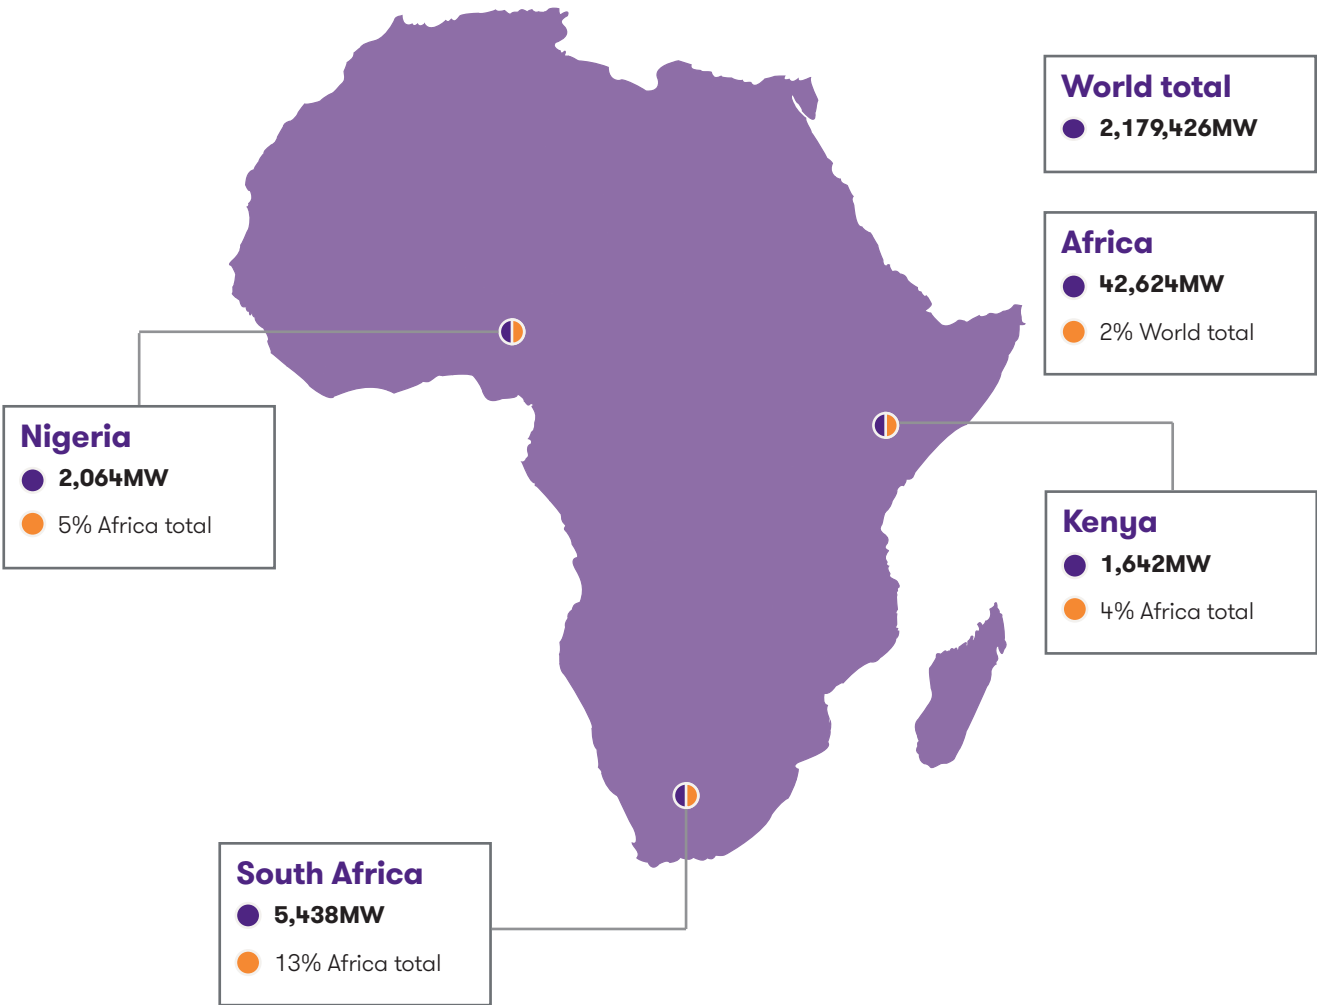 World total
2,179,426MW
Africa
42,624MW
2% World total
Nigeria
2,064MW
5% Africa total
Kenya
1,642MW
4% Africa total
South Africa
5,438MW
13% Africa total